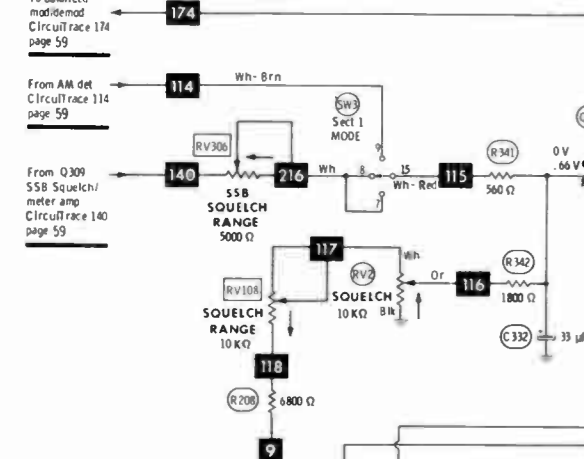 mod/demod
CircuiTrace 174
page 59
174
From AM det
CircuiTrace 114
page 59
114
Wh-Brn
SW3
Sect 1
MODE
9
8
15
7
Wh-Red
From Q309
SSB Squelch/
meter amp
CircuiTrace 140
page 59
140
RV306
SSB
SQUELCH
RANGE
5000 Ω
216
Wh
115
R341
560 Ω
0 V
.66 V
117
Wh
RV2
SQUELCH
10 KΩ
Blk
Or
116
R342
1800 Ω
C332
+
33
RV108
SQUELCH
RANGE
10 KΩ
118
R208
6800 Ω
9